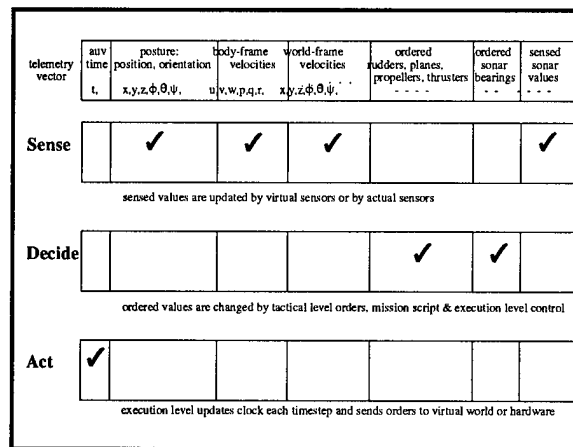 telemetry vector
auv time
t,
posture: position, orientation
x,y,z,ϕ,θ,ψ,
body-frame velocities
u,v,w,p,q,r,
world-frame velocities
x,y,z,ϕ,θ,ψ,
ordered rudders, planes, propellers, thrusters
- - - -
ordered sonar bearings
- -
sensed sonar values
- - -
Sense
✓ ✓ ✓ ✓
sensed values are updated by virtual sensors or by actual sensors
Decide
✓ ✓
ordered values are changed by tactical level orders, mission script & execution level control
Act
✓
execution level updates clock each timestep and sends orders to virtual world or hardware